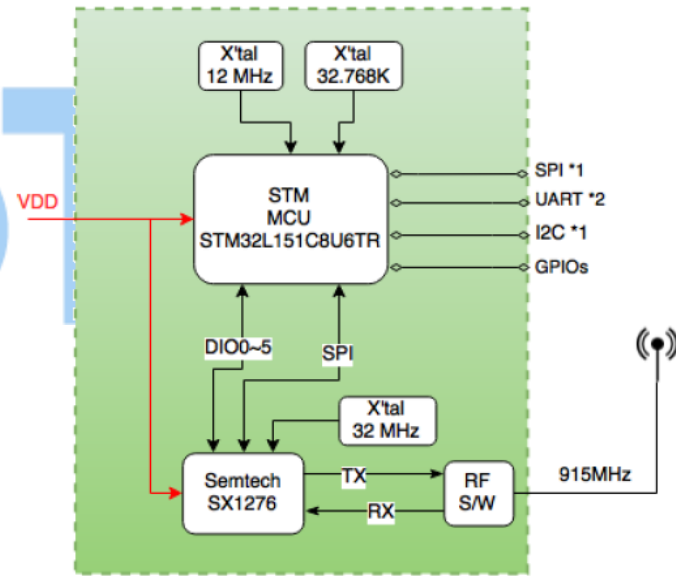 X'tal
12 MHz
X'tal
32.768K
STM
MCU
STM32L151C8U6TR
SPI *1
UART *2
I2C *1
GPIOs
VDD
DIO0~5
SPI
X'tal
32 MHz
Semtech
SX1276
TX
RX
RF
S/W
915MHz